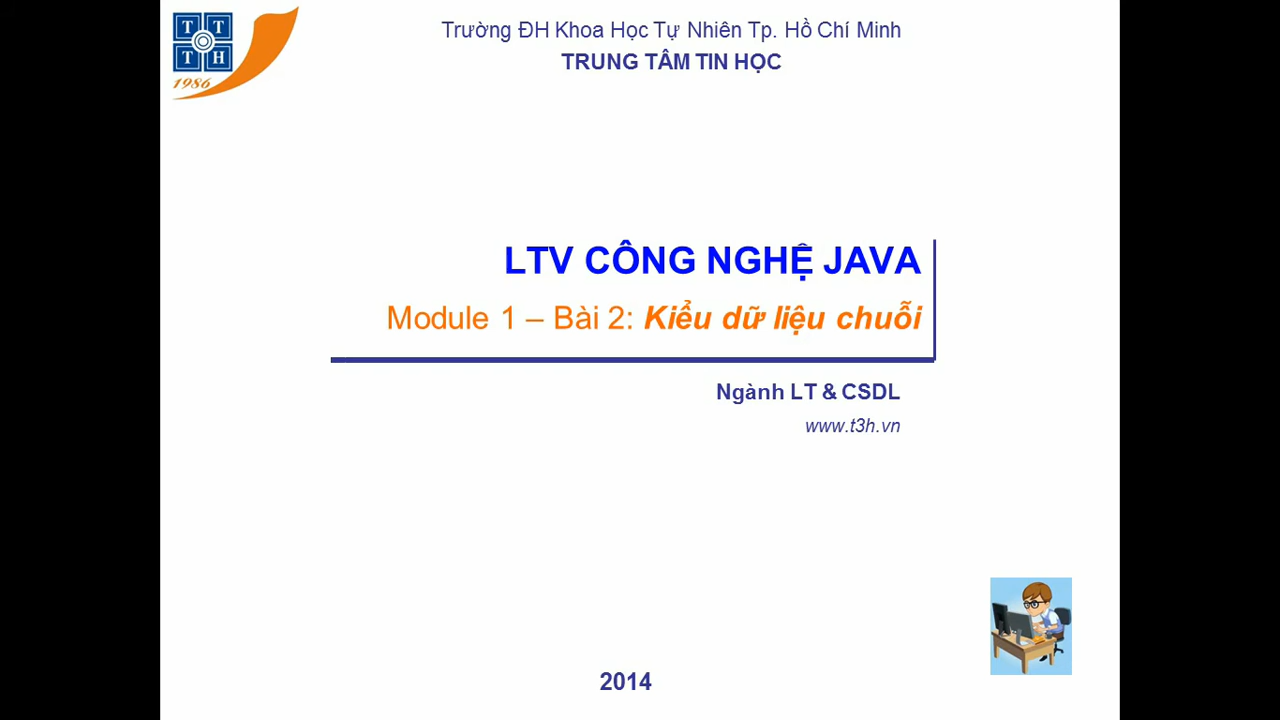 T T
T H
1986
Trường ĐH Khoa Học Tự Nhiên Tp. Hồ Chí Minh
TRUNG TÂM TIN HỌC
LTV CÔNG NGHỆ JAVA
Module 1 – Bài 2: Kiểu dữ liệu chuỗi
Ngành LT & CSDL
www.t3h.vn
2014